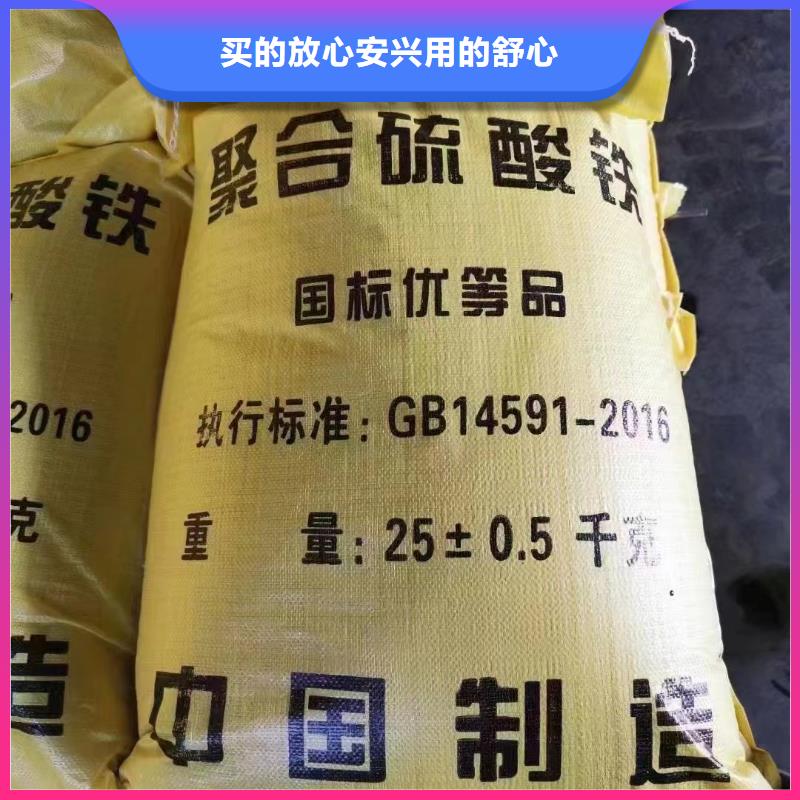 买的放心安兴用的舒心
聚合硫酸铁
国标优等品
执行标准：GB14591-2016
重 量：25±0.5 千克
中国制造
酸铁
2016
克
造